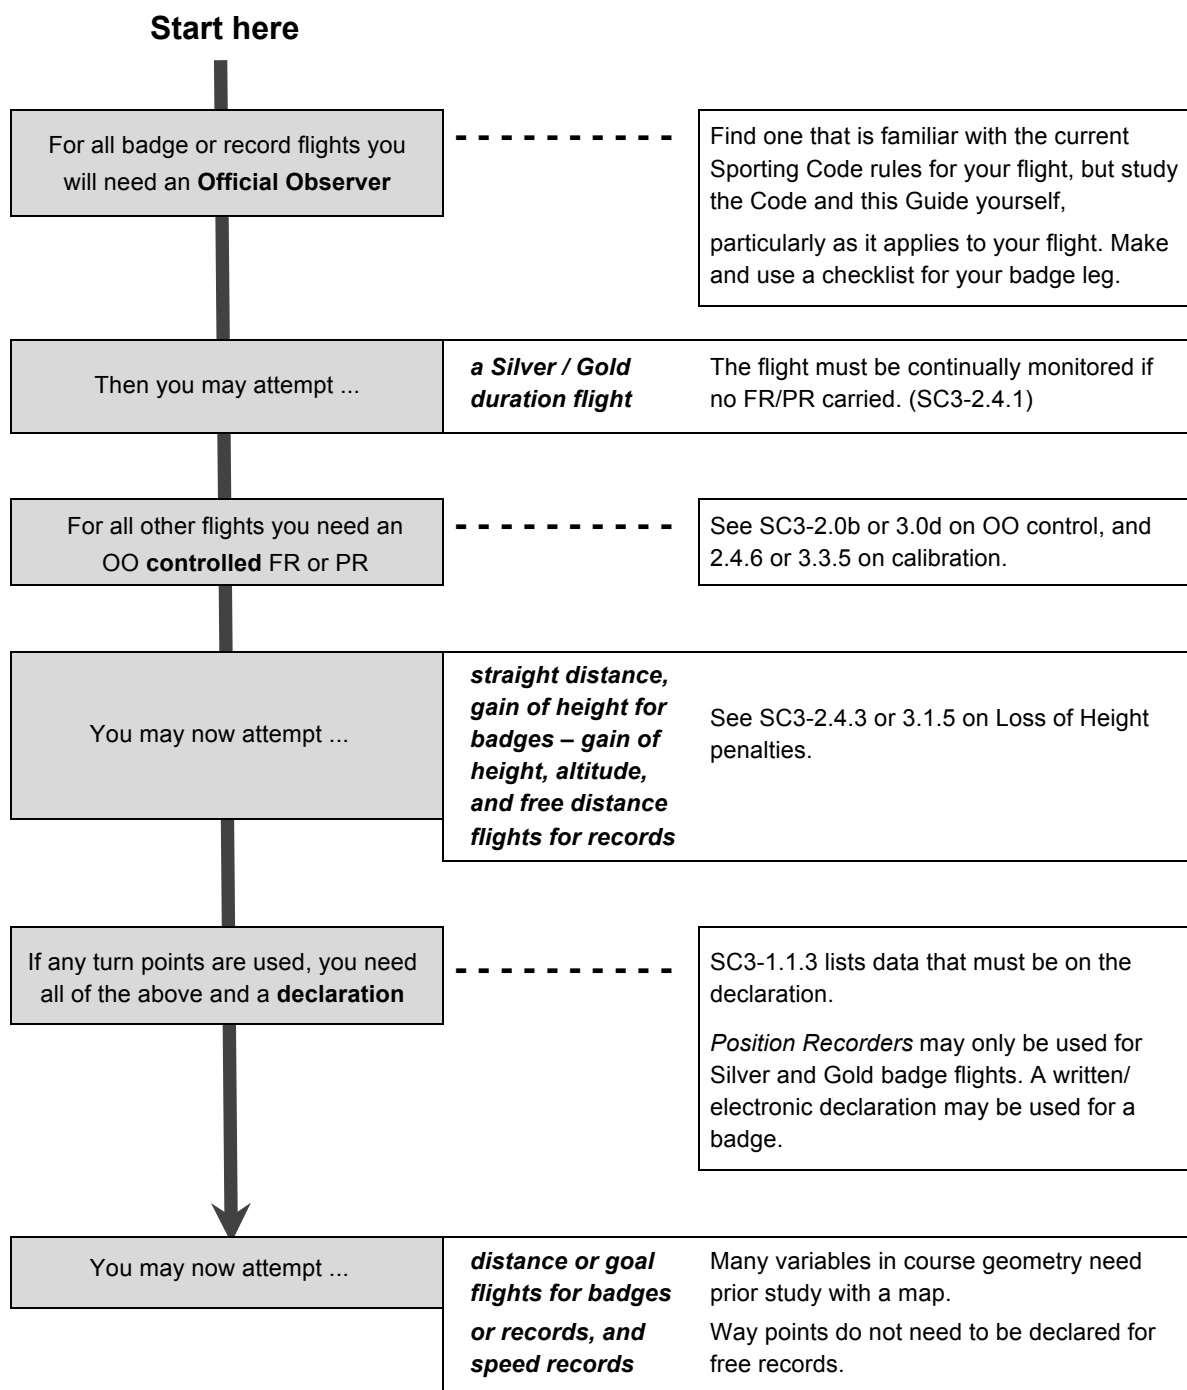 Start here
For all badge or record flights you
will need an Official Observer
- - - - - - - - - -
Find one that is familiar with the current
Sporting Code rules for your flight, but study
the Code and this Guide yourself,
particularly as it applies to your flight. Make
and use a checklist for your badge leg.
Then you may attempt ...
a Silver / Gold
duration flight
The flight must be continually monitored if
no FR/PR carried. (SC3-2.4.1)
For all other flights you need an
OO controlled FR or PR
- - - - - - - - - -
See SC3-2.0b or 3.0d on OO control, and
2.4.6 or 3.3.5 on calibration.
You may now attempt ...
straight distance,
gain of height for
badges – gain of
height, altitude,
and free distance
flights for records
See SC3-2.4.3 or 3.1.5 on Loss of Height
penalties.
If any turn points are used, you need
all of the above and a declaration
- - - - - - - - - -
SC3-1.1.3 lists data that must be on the
declaration.
Position Recorders may only be used for
Silver and Gold badge flights. A written/
electronic declaration may be used for a
badge.
You may now attempt ...
distance or goal
flights for badges
or records, and
speed records
Many variables in course geometry need
prior study with a map.
Way points do not need to be declared for
free records.